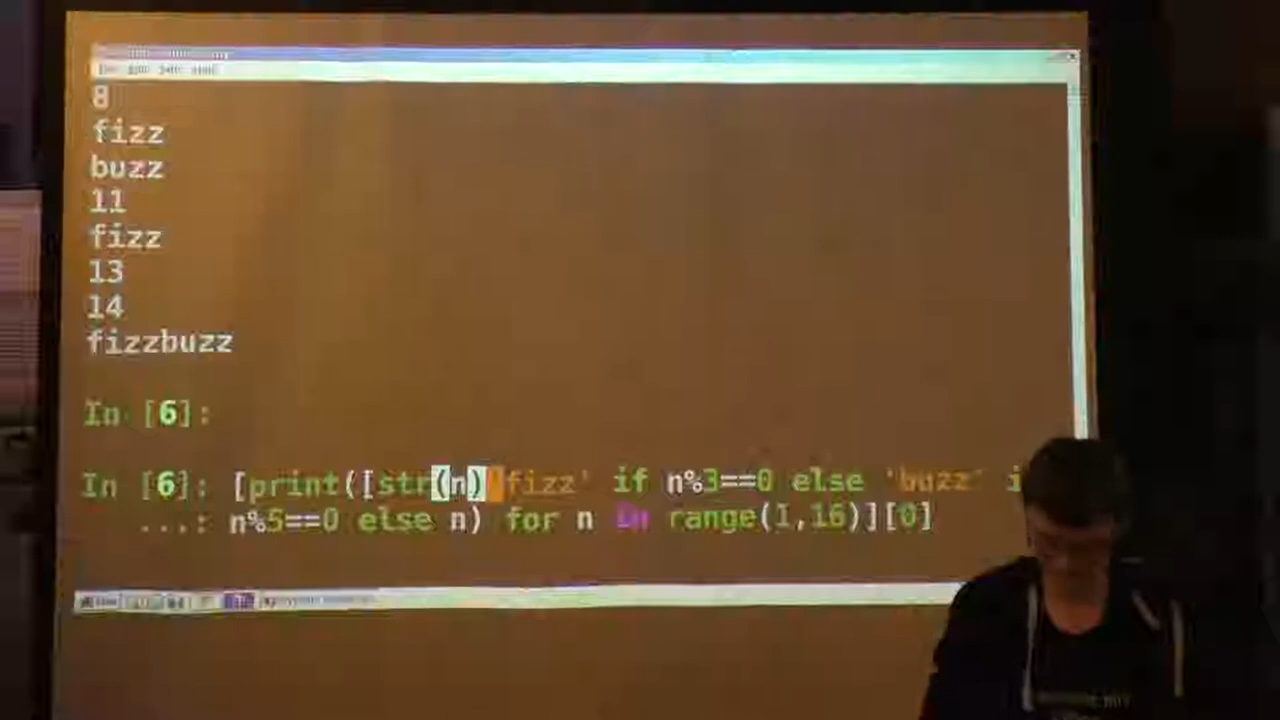 8
fizz
buzz
11
fizz
13
14
fizzbuzz
In [6]:
In [6]: [print([str(n)'fizz' if n%3==0 else 'buzz' i
...: n%5==0 else n) for n in range(1,16)][0]